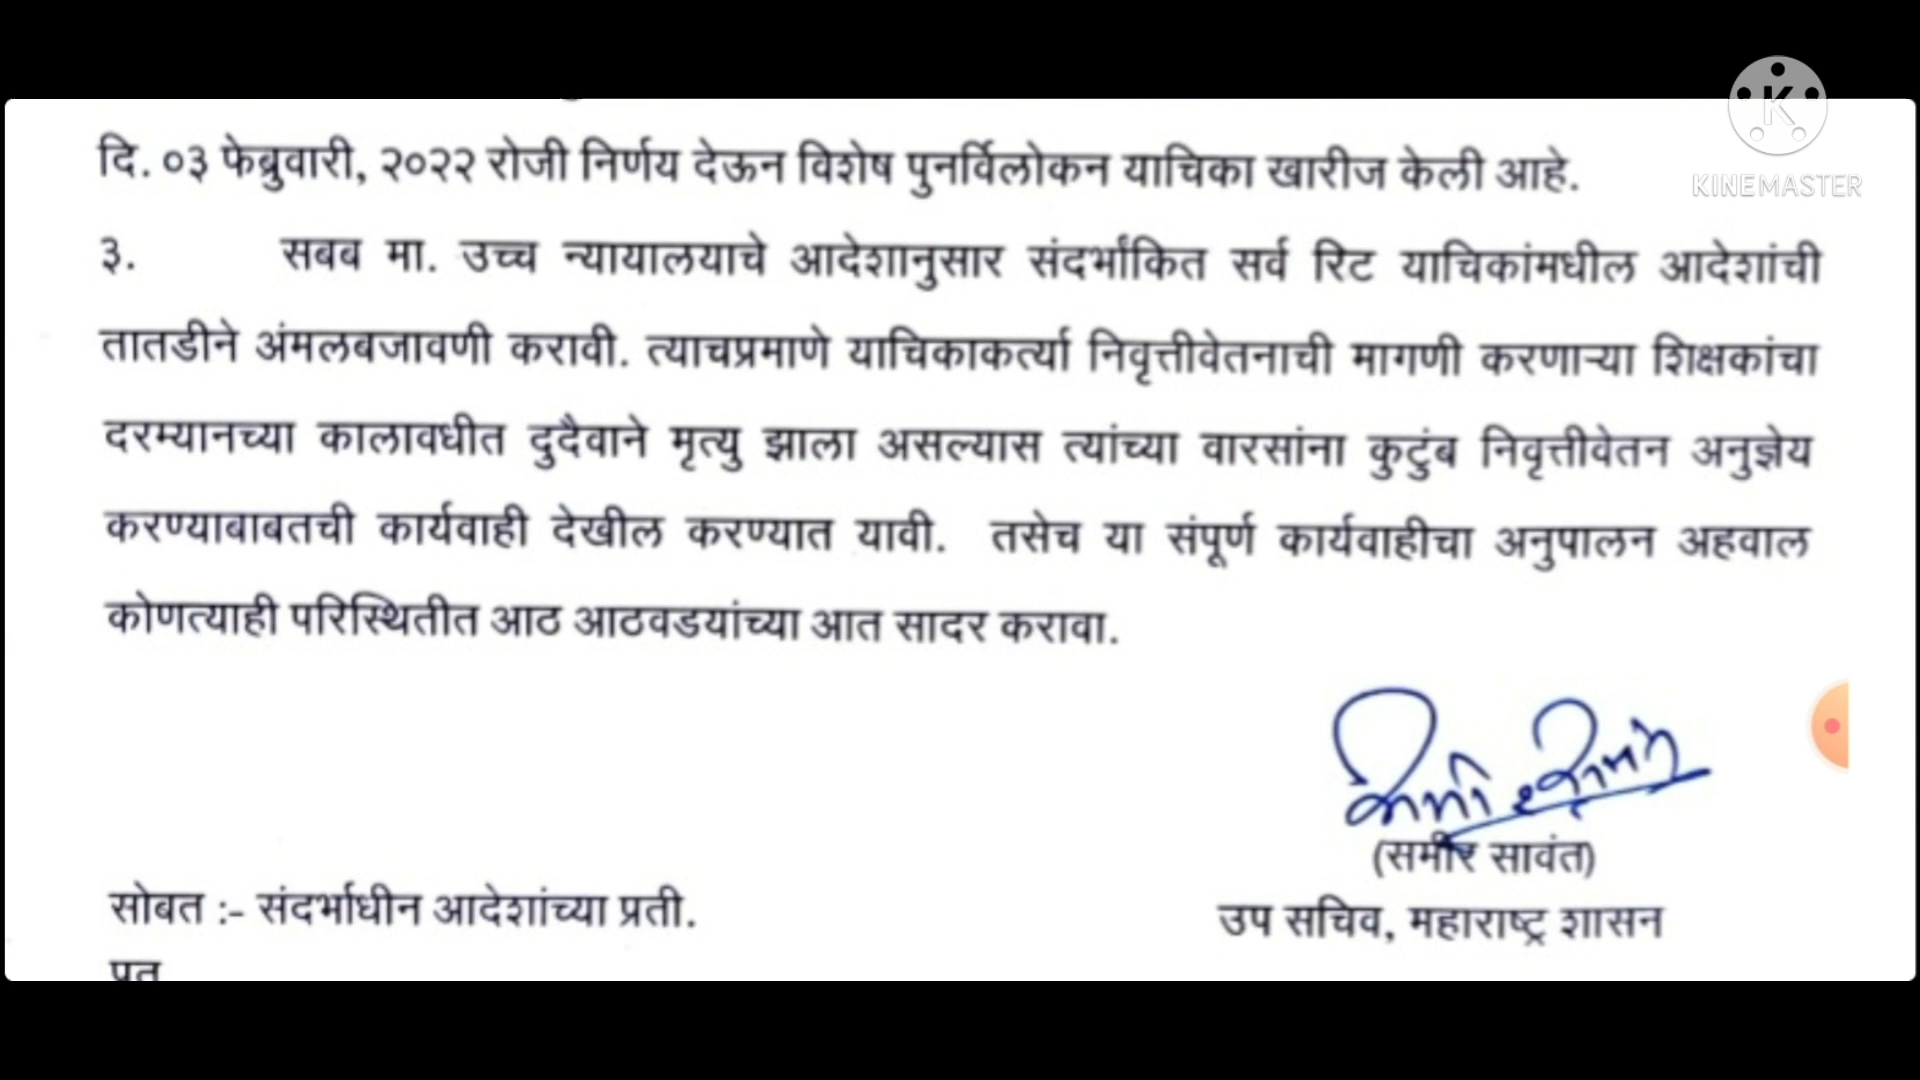 दि. ०३ फेब्रुवारी, २०२२ रोजी निर्णय देऊन विशेष पुनर्विलोकन याचिका खारीज केली आहे.
KINEMASTER
३. सबब मा. उच्च न्यायालयाचे आदेशानुसार संदर्भांकित सर्व रिट याचिकांमधील आदेशांची
तातडीने अंमलबजावणी करावी. त्याचप्रमाणे याचिकाकर्त्या निवृत्तीवेतनाची मागणी करणाऱ्या शिक्षकांचा
दरम्यानच्या कालावधीत दुदैवाने मृत्यु झाला असल्यास त्यांच्या वारसांना कुटुंब निवृत्तीवेतन अनुज्ञेय
करण्याबाबतची कार्यवाही देखील करण्यात यावी. तसेच या संपूर्ण कार्यवाहीचा अनुपालन अहवाल
कोणत्याही परिस्थितीत आठ आठवडयांच्या आत सादर करावा.
(समीर सावंत)
सोबत :- संदर्भाधीन आदेशांच्या प्रती.
उप सचिव, महाराष्ट्र शासन
प्रत